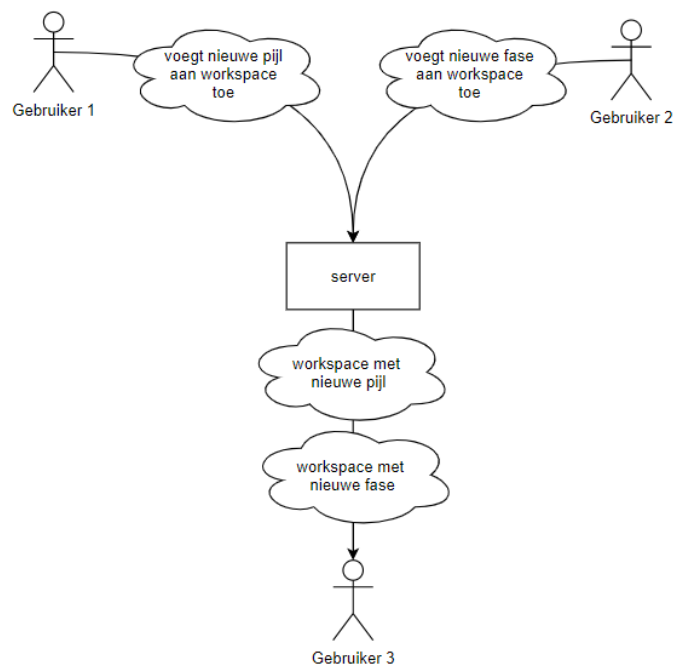 voegt nieuwe pijl
aan workspace
toe
voegt nieuwe fase
aan workspace
toe
Gebruiker 1
Gebruiker 2
server
workspace met
nieuwe pijl
workspace met
nieuwe fase
Gebruiker 3